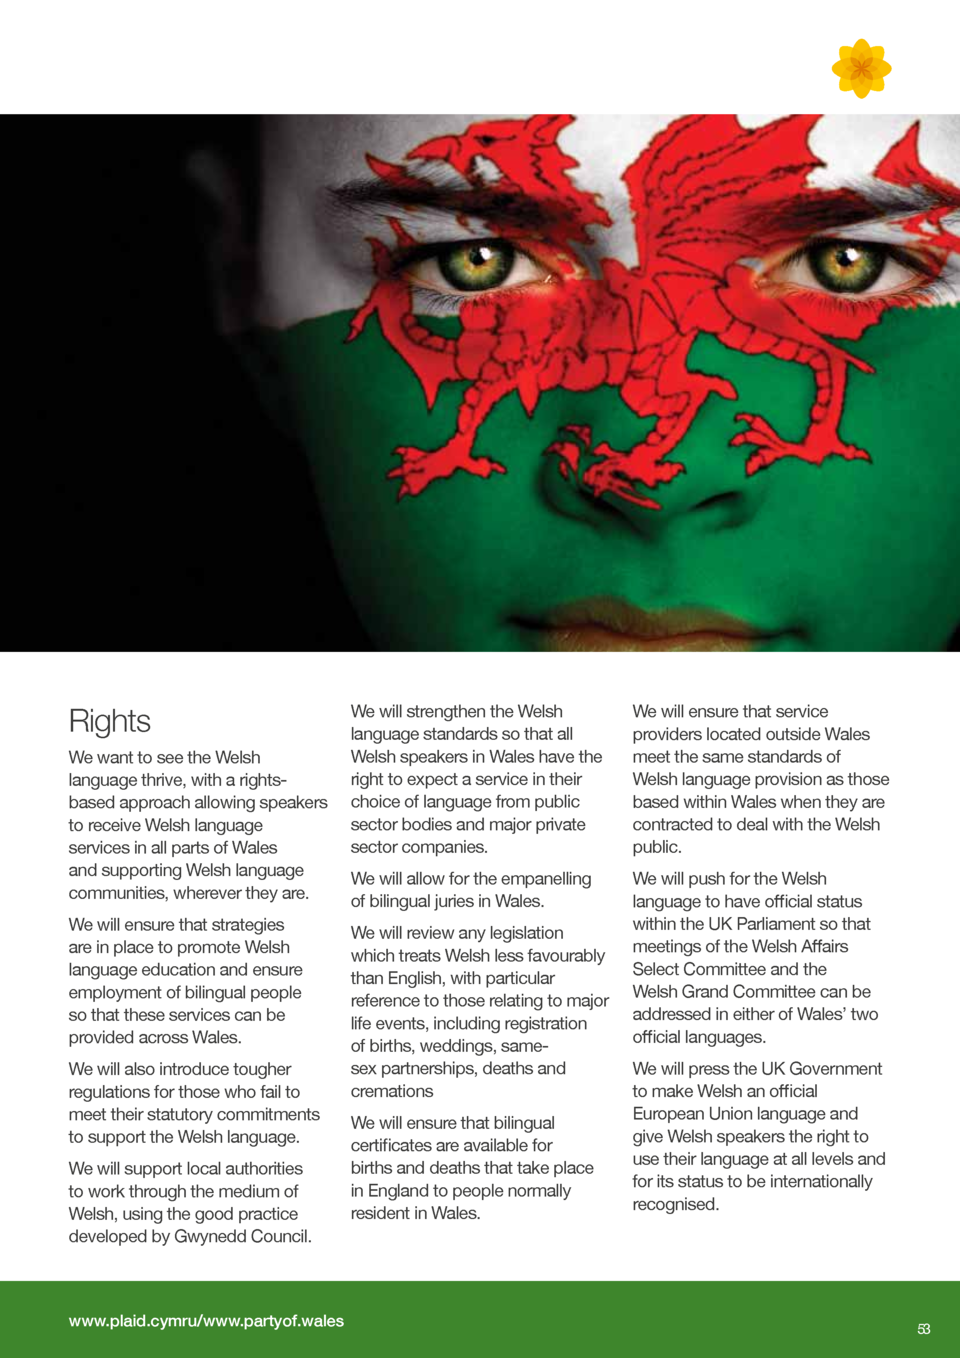 Rights
We want to see the Welsh
language thrive, with a rights-
based approach allowing speakers
to receive Welsh language
services in all parts of Wales
and supporting Welsh language
communities, wherever they are.
We will ensure that strategies
are in place to promote Welsh
language education and ensure
employment of bilingual people
so that these services can be
provided across Wales.
We will also introduce tougher
regulations for those who fail to
meet their statutory commitments
to support the Welsh language.
We will support local authorities
to work through the medium of
Welsh, using the good practice
developed by Gwynedd Council.
We will strengthen the Welsh
language standards so that all
Welsh speakers in Wales have the
right to expect a service in their
choice of language from public
sector bodies and major private
sector companies.
We will allow for the empanelling
of bilingual juries in Wales.
We will review any legislation
which treats Welsh less favourably
than English, with particular
reference to those relating to major
life events, including registration
of births, weddings, same-
sex partnerships, deaths and
cremations
We will ensure that bilingual
certificates are available for
births and deaths that take place
in England to people normally
resident in Wales.
We will ensure that service
providers located outside Wales
meet the same standards of
Welsh language provision as those
based within Wales when they are
contracted to deal with the Welsh
public.
We will push for the Welsh
language to have official status
within the UK Parliament so that
meetings of the Welsh Affairs
Select Committee and the
Welsh Grand Committee can be
addressed in either of Wales’ two
official languages.
We will press the UK Government
to make Welsh an official
European Union language and
give Welsh speakers the right to
use their language at all levels and
for its status to be internationally
recognised.
www.plaid.cymru/www.partyof.wales
53